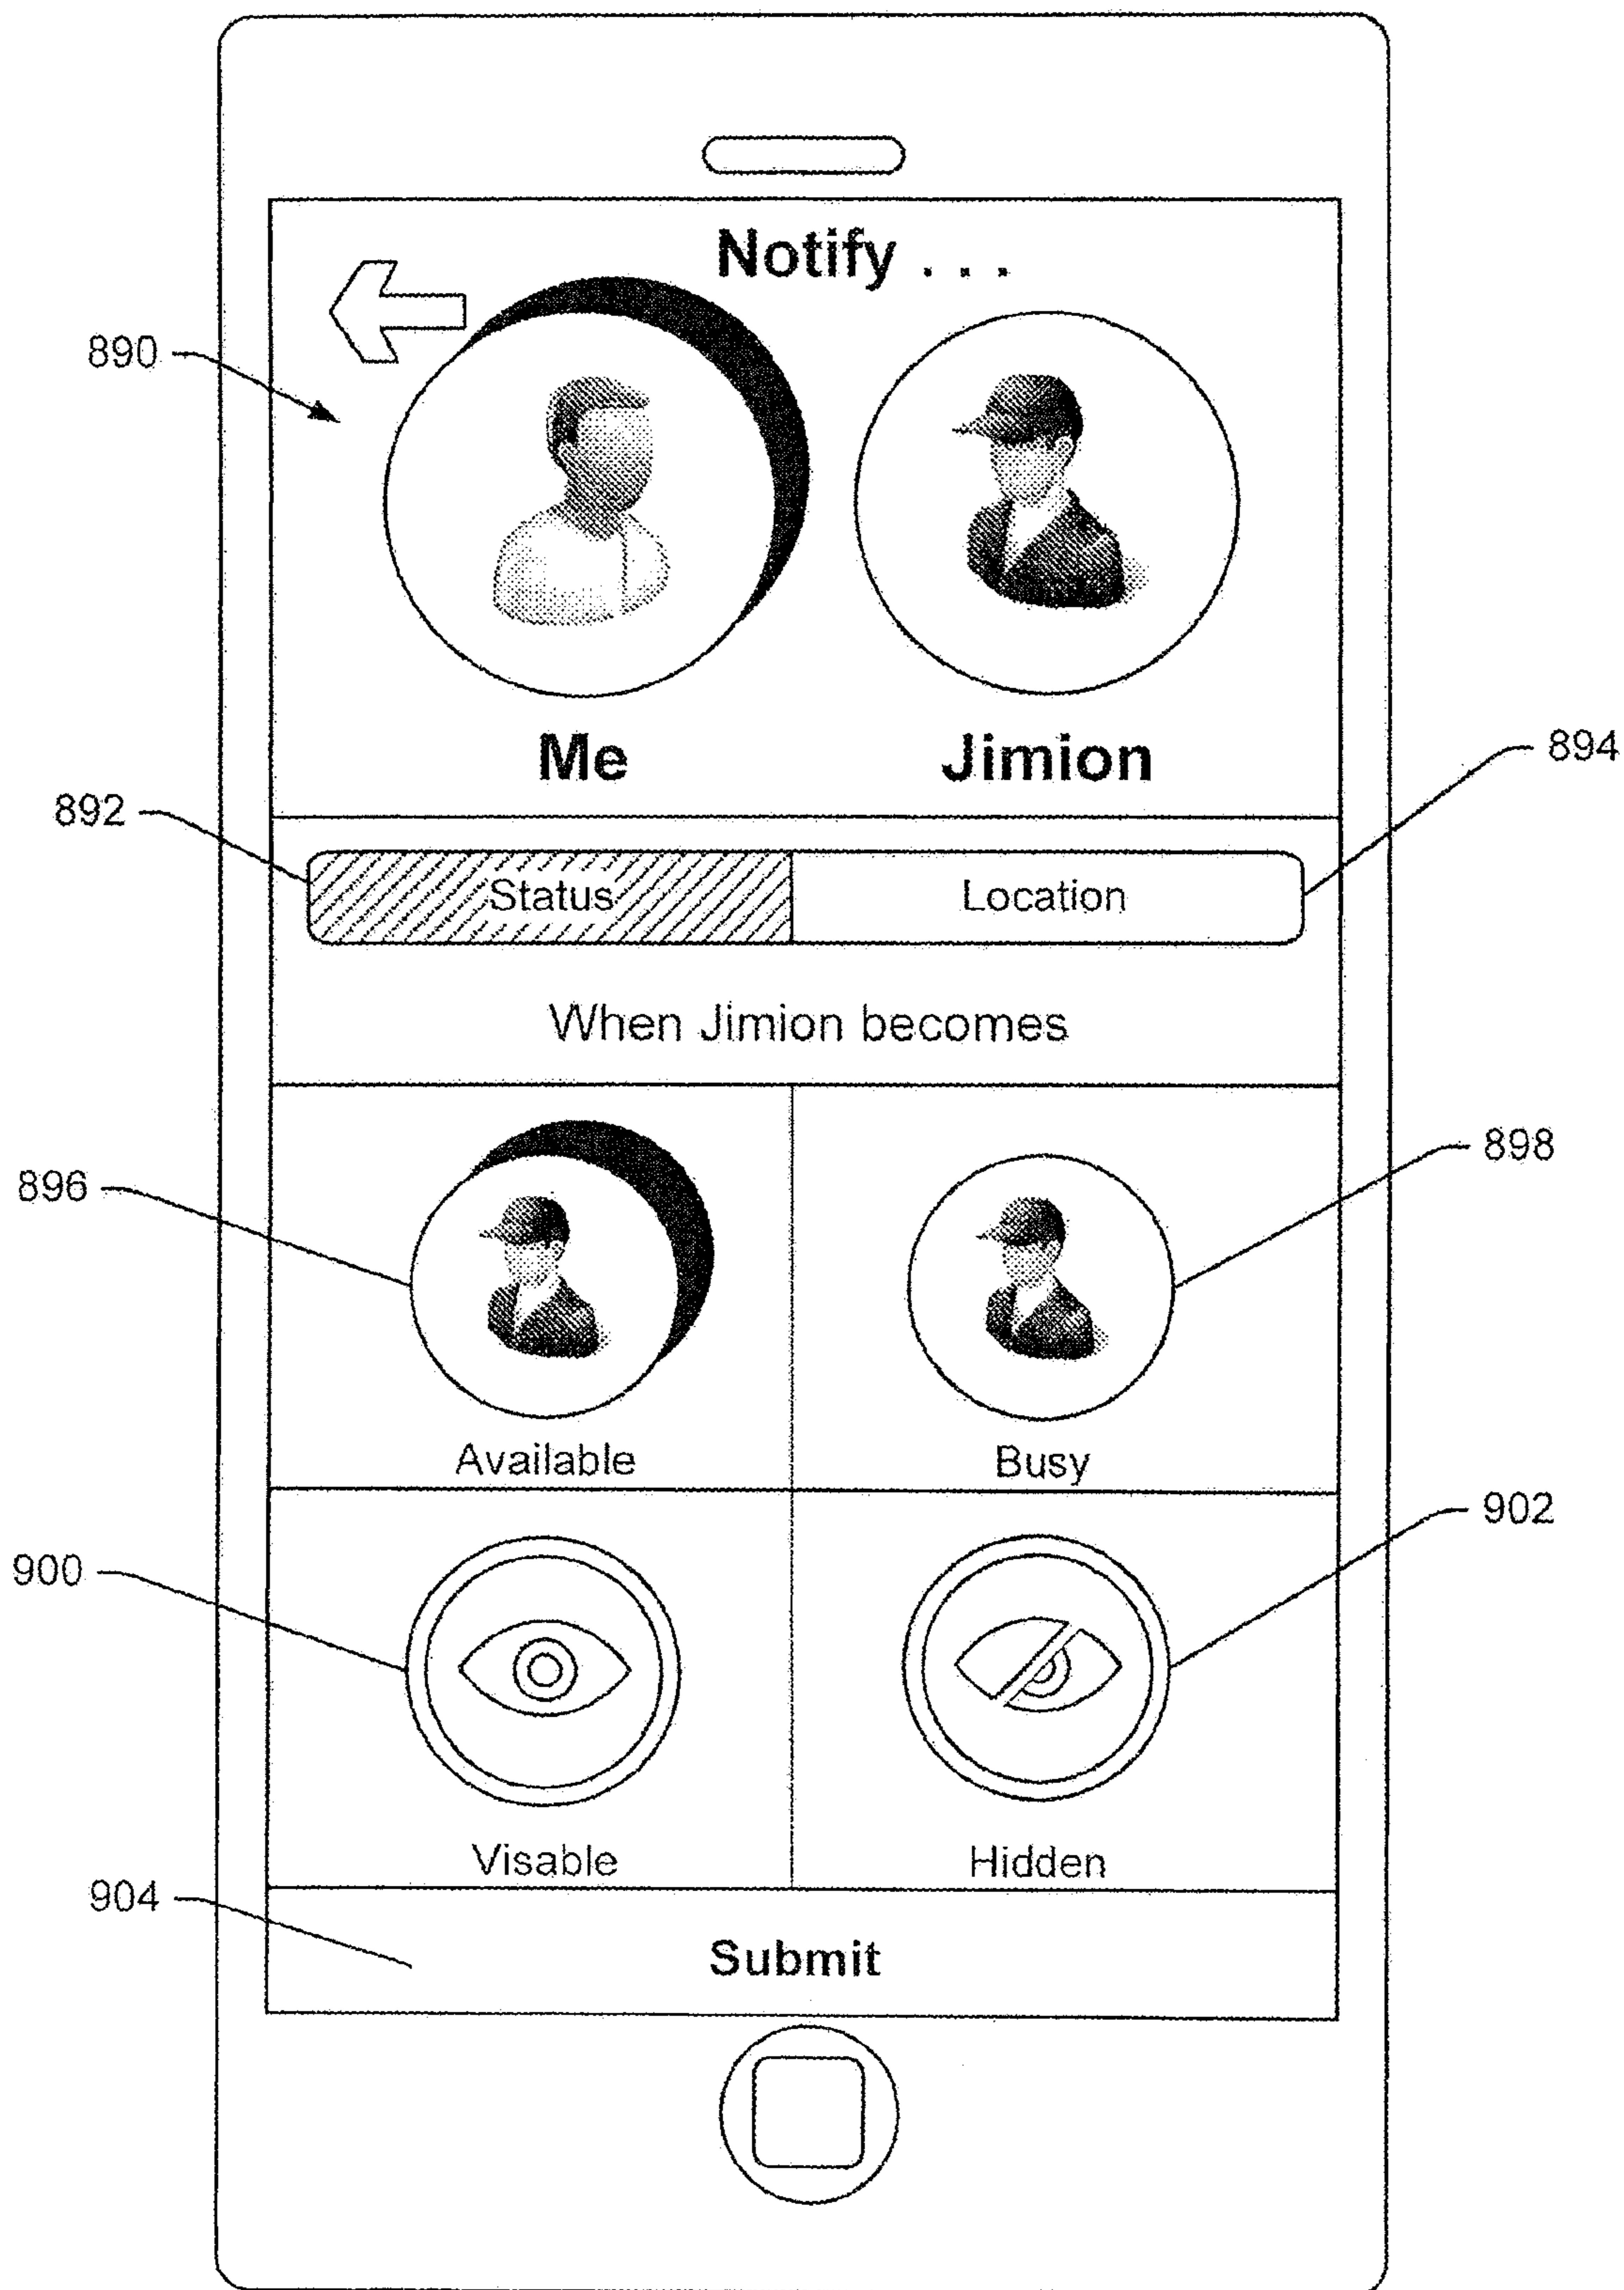 Notify . . .
890
Me
Jimion
894
892
Status
Location
When Jimion becomes
896
898
Available
Busy
900
902
Visable
Hidden
904
Submit